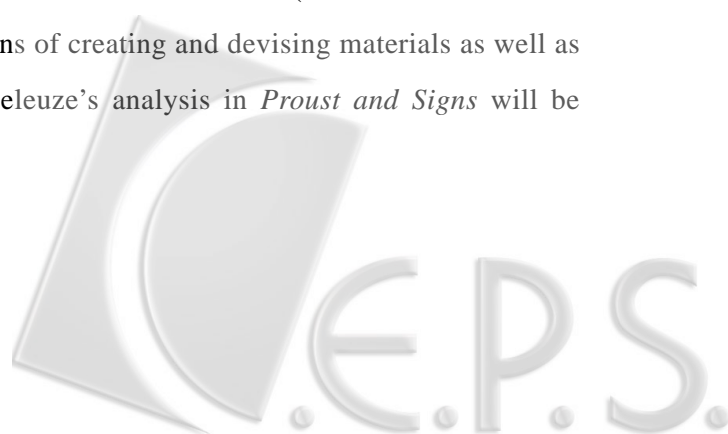 ns of creating and devising materials as well as
eleuze's analysis in Proust and Signs will be
C.E.P.S.